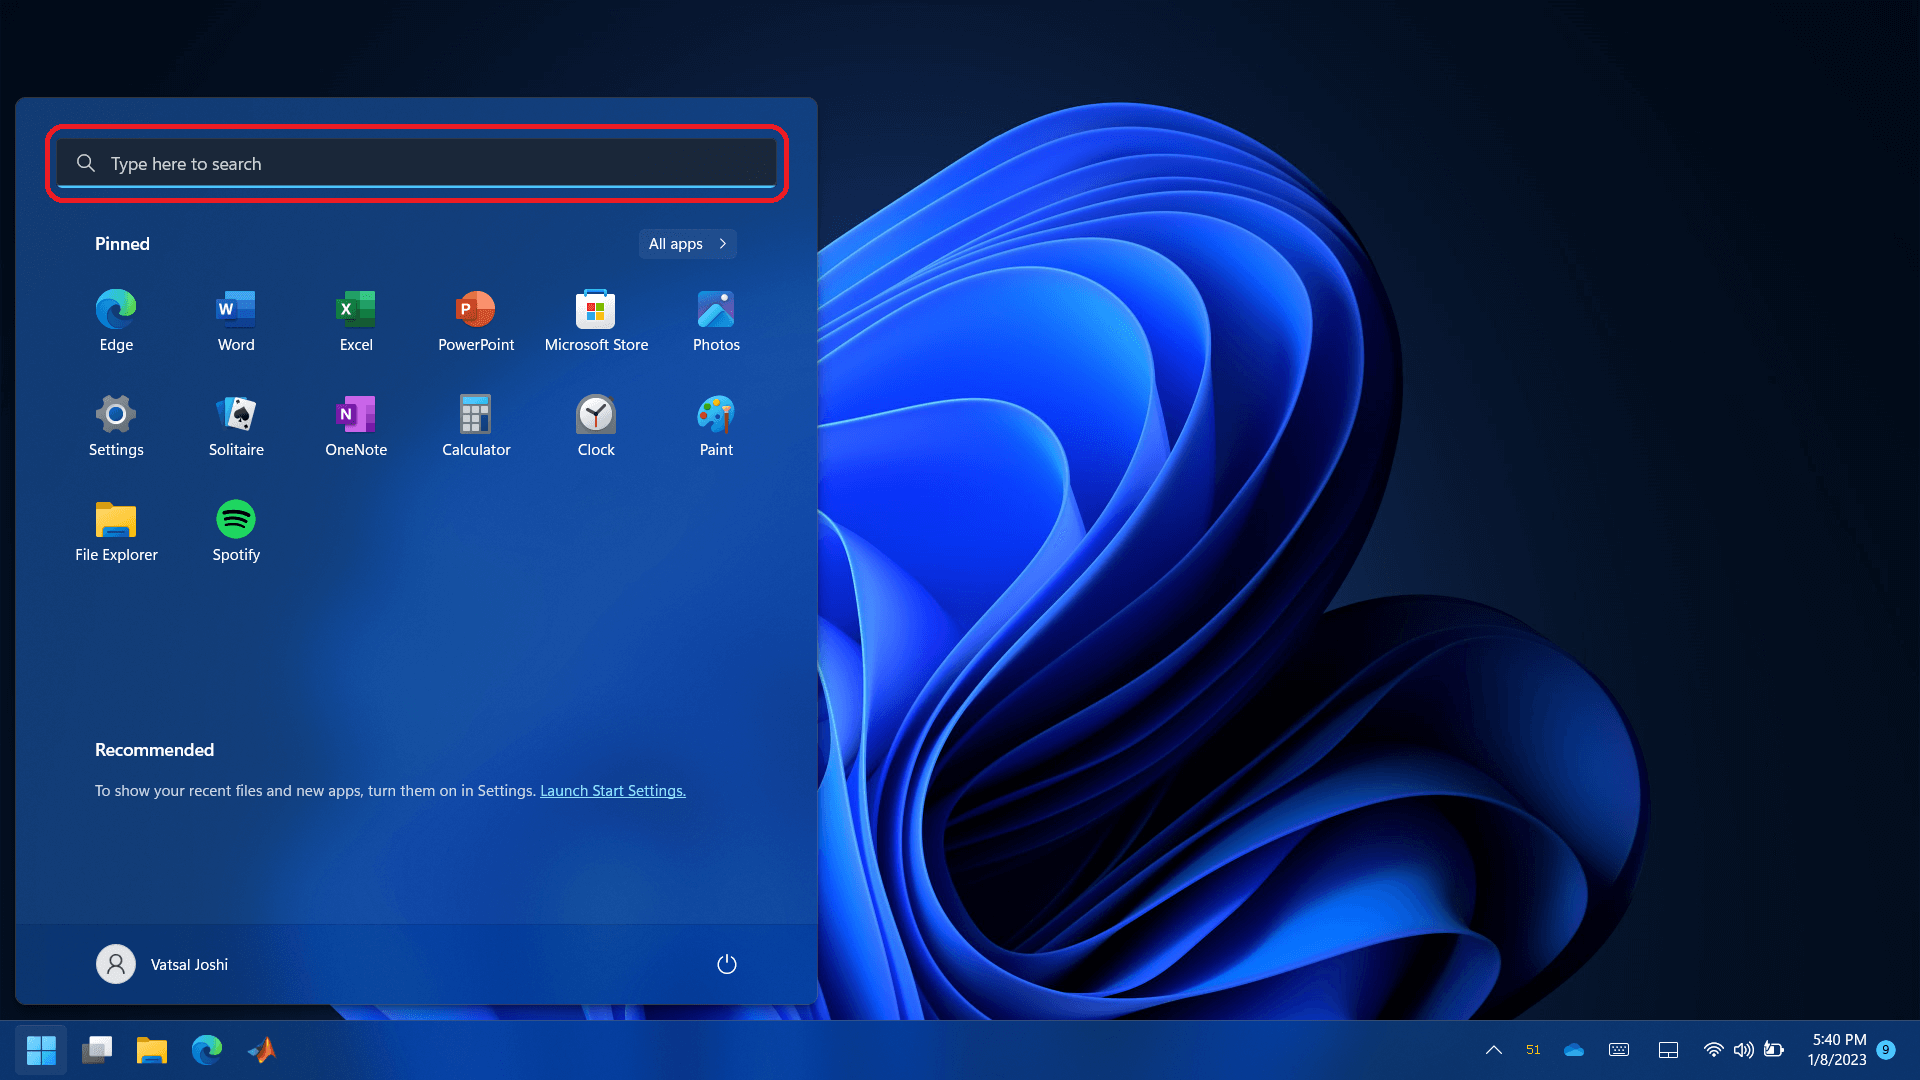 Type here to search
Pinned
All apps
Edge
Word
Excel
PowerPoint
Microsoft Store
Photos
Settings
Solitaire
OneNote
Calculator
Clock
Paint
File Explorer
Spotify
Recommended
To show your recent files and new apps, turn them on in Settings. Launch Start Settings.
Vatsal Joshi
51
5:40 PM
1/8/2023
9